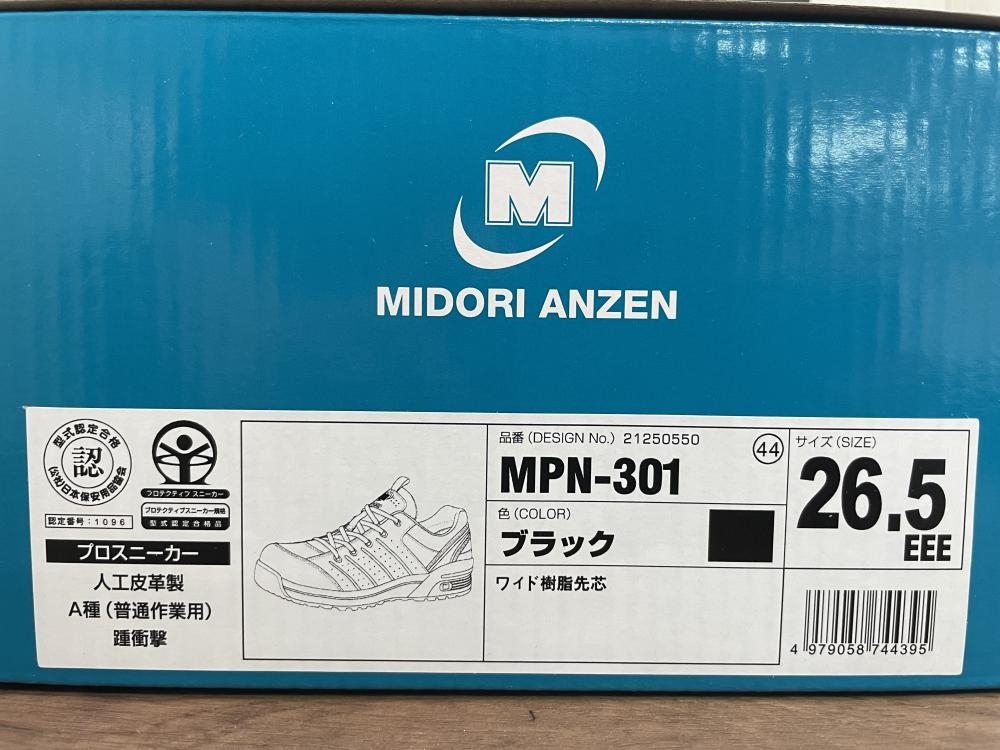 M
MIDORI ANZEN
型式認定合格
認
(公社)日本保安用品協会
認定番号:1096
プロテクティブ スニーカー
プロテクティブスニーカー規格
型式認定合格品
プロスニーカー
人工皮革製
A種(普通作業用)
踵衝撃
品番(DESIGN No.) 21250550
MPN-301
44
色(COLOR)
ブラック
ワイド樹脂先芯
サイズ(SIZE)
26.5
EEE
4 979058 744395